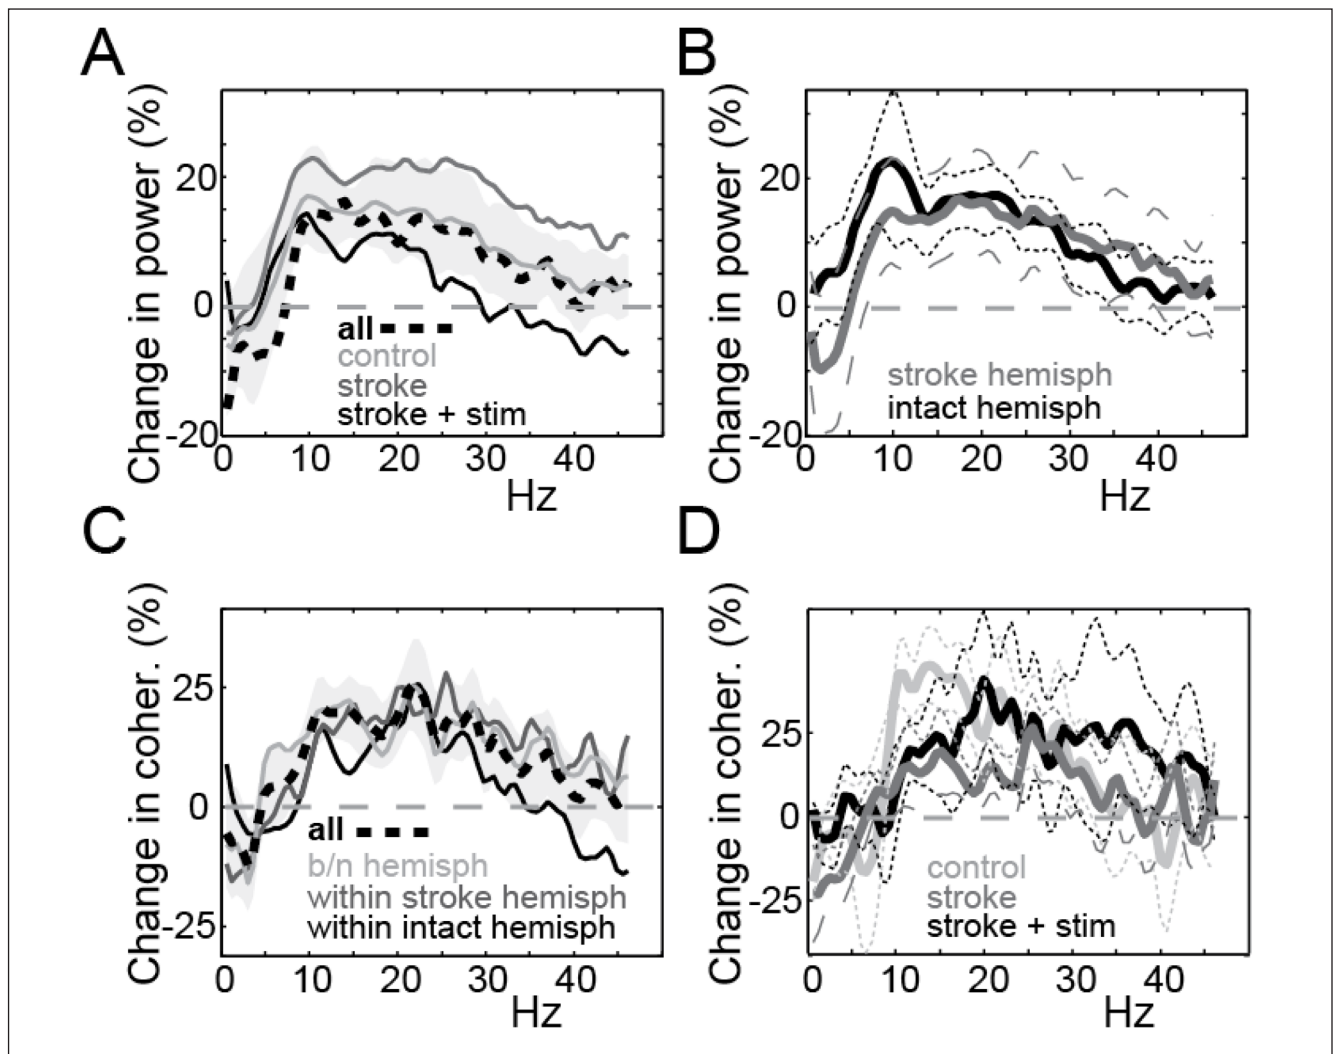 A
Change in power (%)
20
0
-20
all
control
stroke
stroke + stim
0 10 20 30 40
Hz
B
Change in power (%)
20
0
-20
stroke hemisph
intact hemisph
0 10 20 30 40
Hz
C
Change in coher. (%)
25
0
-25
all
b/n hemisph
within stroke hemisph
within intact hemisph
0 10 20 30 40
Hz
D
Change in coher. (%)
25
0
-25
control
stroke
stroke + stim
0 10 20 30 40
Hz